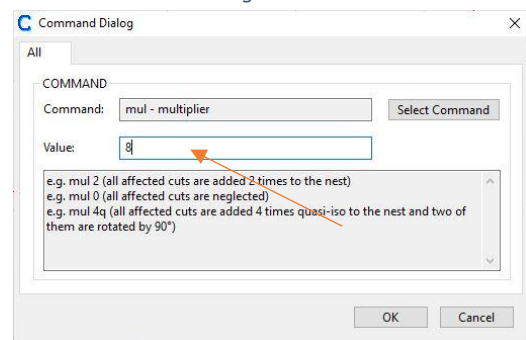 Command Dialog
All
COMMAND
Command: mul - multiplier Select Command
Value: 8
e.g. mul 2 (all affected cuts are added 2 times to the nest)
e.g. mul 0 (all affected cuts are neglected)
e.g. mul 4q (all affected cuts are added 4 times quasi-iso to the nest and two of
them are rotated by 90°)
OK Cancel